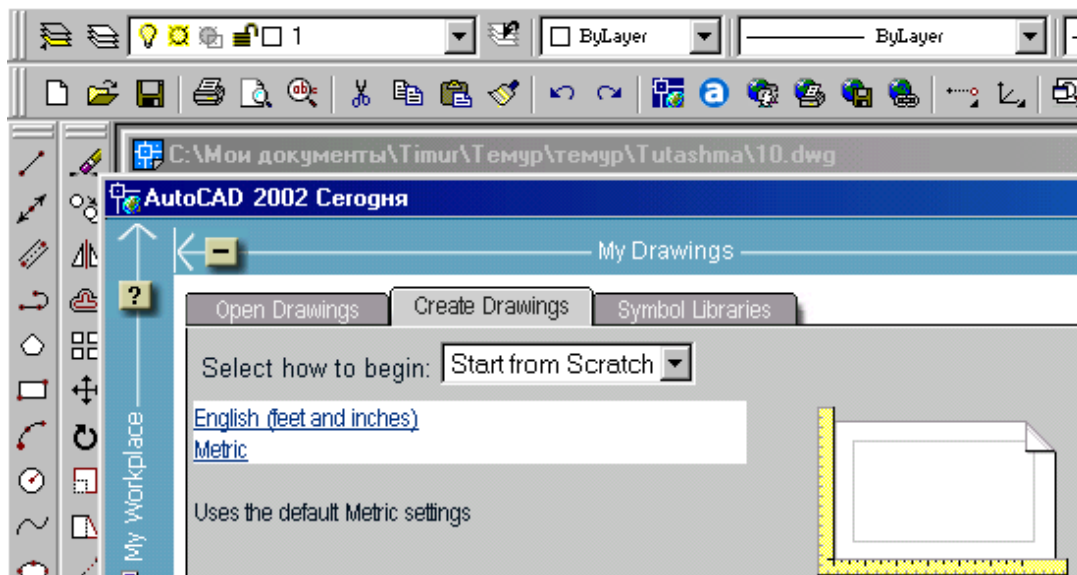 1 ByLayer ByLayer
C:\Мои документы\Timur\Темур\темур\Tutashma\10.dwg
AutoCAD 2002 Сегодня
My Drawings
?
Open Drawings Create Drawings Symbol Libraries
Select how to begin: Start from Scratch
English (feet and inches)
Metric
Uses the default Metric settings
My Workplace